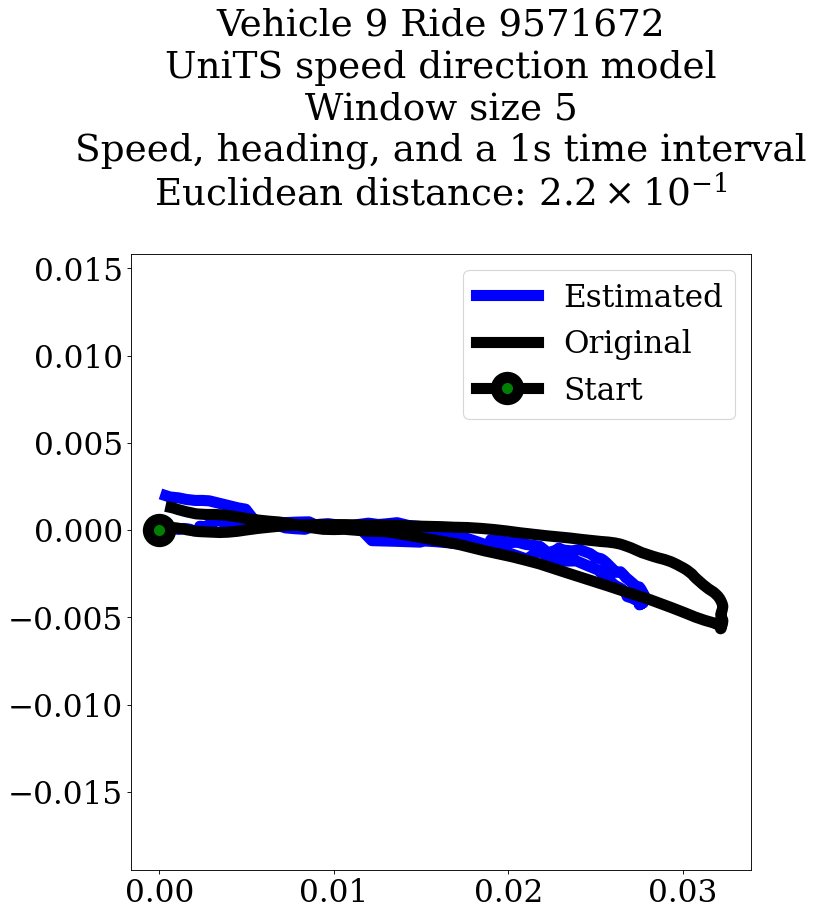 Vehicle 9 Ride 9571672
UniTS speed direction model
Window size 5
Speed, heading, and a 1s time interval
Euclidean distance: 2.2 × 10⁻¹
Estimated
Original
Start
0.015
0.010
0.005
0.000
−0.005
−0.010
−0.015
0.00 0.01 0.02 0.03